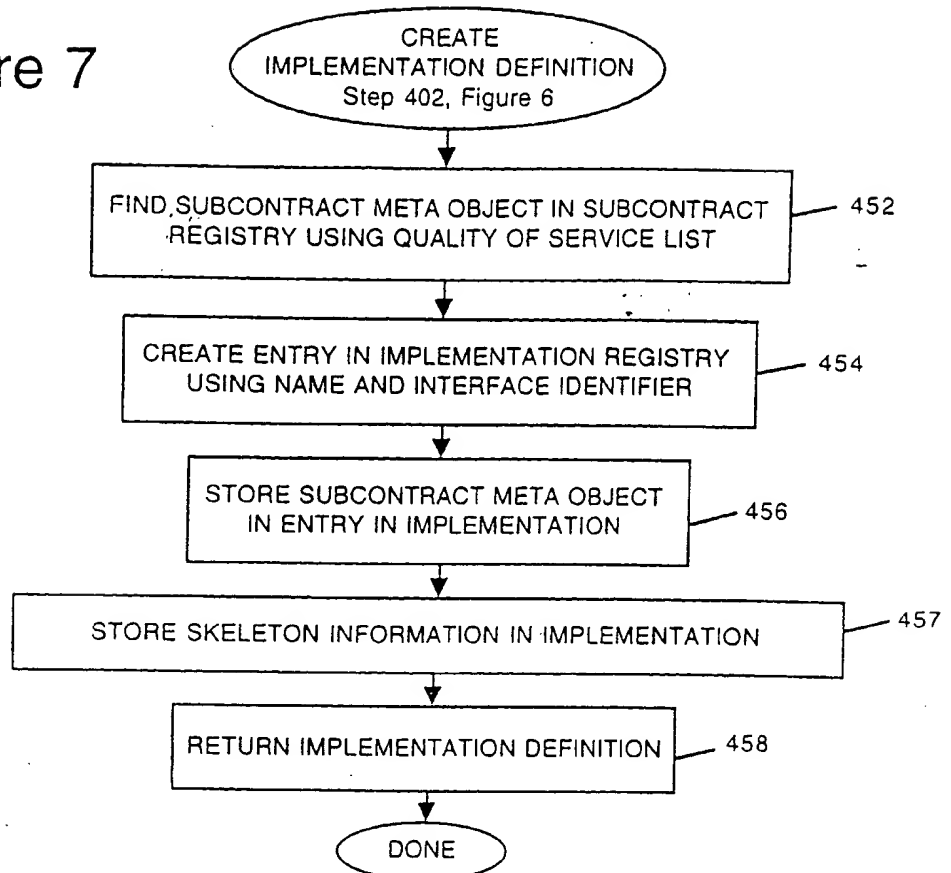 re 7
CREATE
IMPLEMENTATION DEFINITION
Step 402, Figure 6
FIND SUBCONTRACT META OBJECT IN SUBCONTRACT
REGISTRY USING QUALITY OF SERVICE LIST
452
CREATE ENTRY IN IMPLEMENTATION REGISTRY
USING NAME AND INTERFACE IDENTIFIER
454
STORE SUBCONTRACT META OBJECT
IN ENTRY IN IMPLEMENTATION
456
STORE SKELETON INFORMATION IN IMPLEMENTATION
457
RETURN IMPLEMENTATION DEFINITION
458
DONE